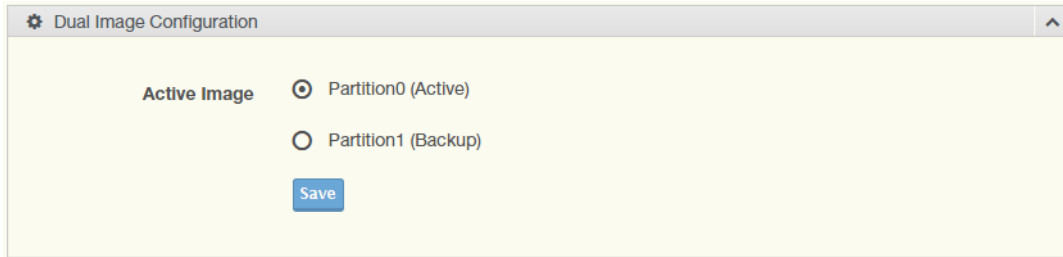 Dual Image Configuration
Active Image
Partition0 (Active)
Partition1 (Backup)
Save